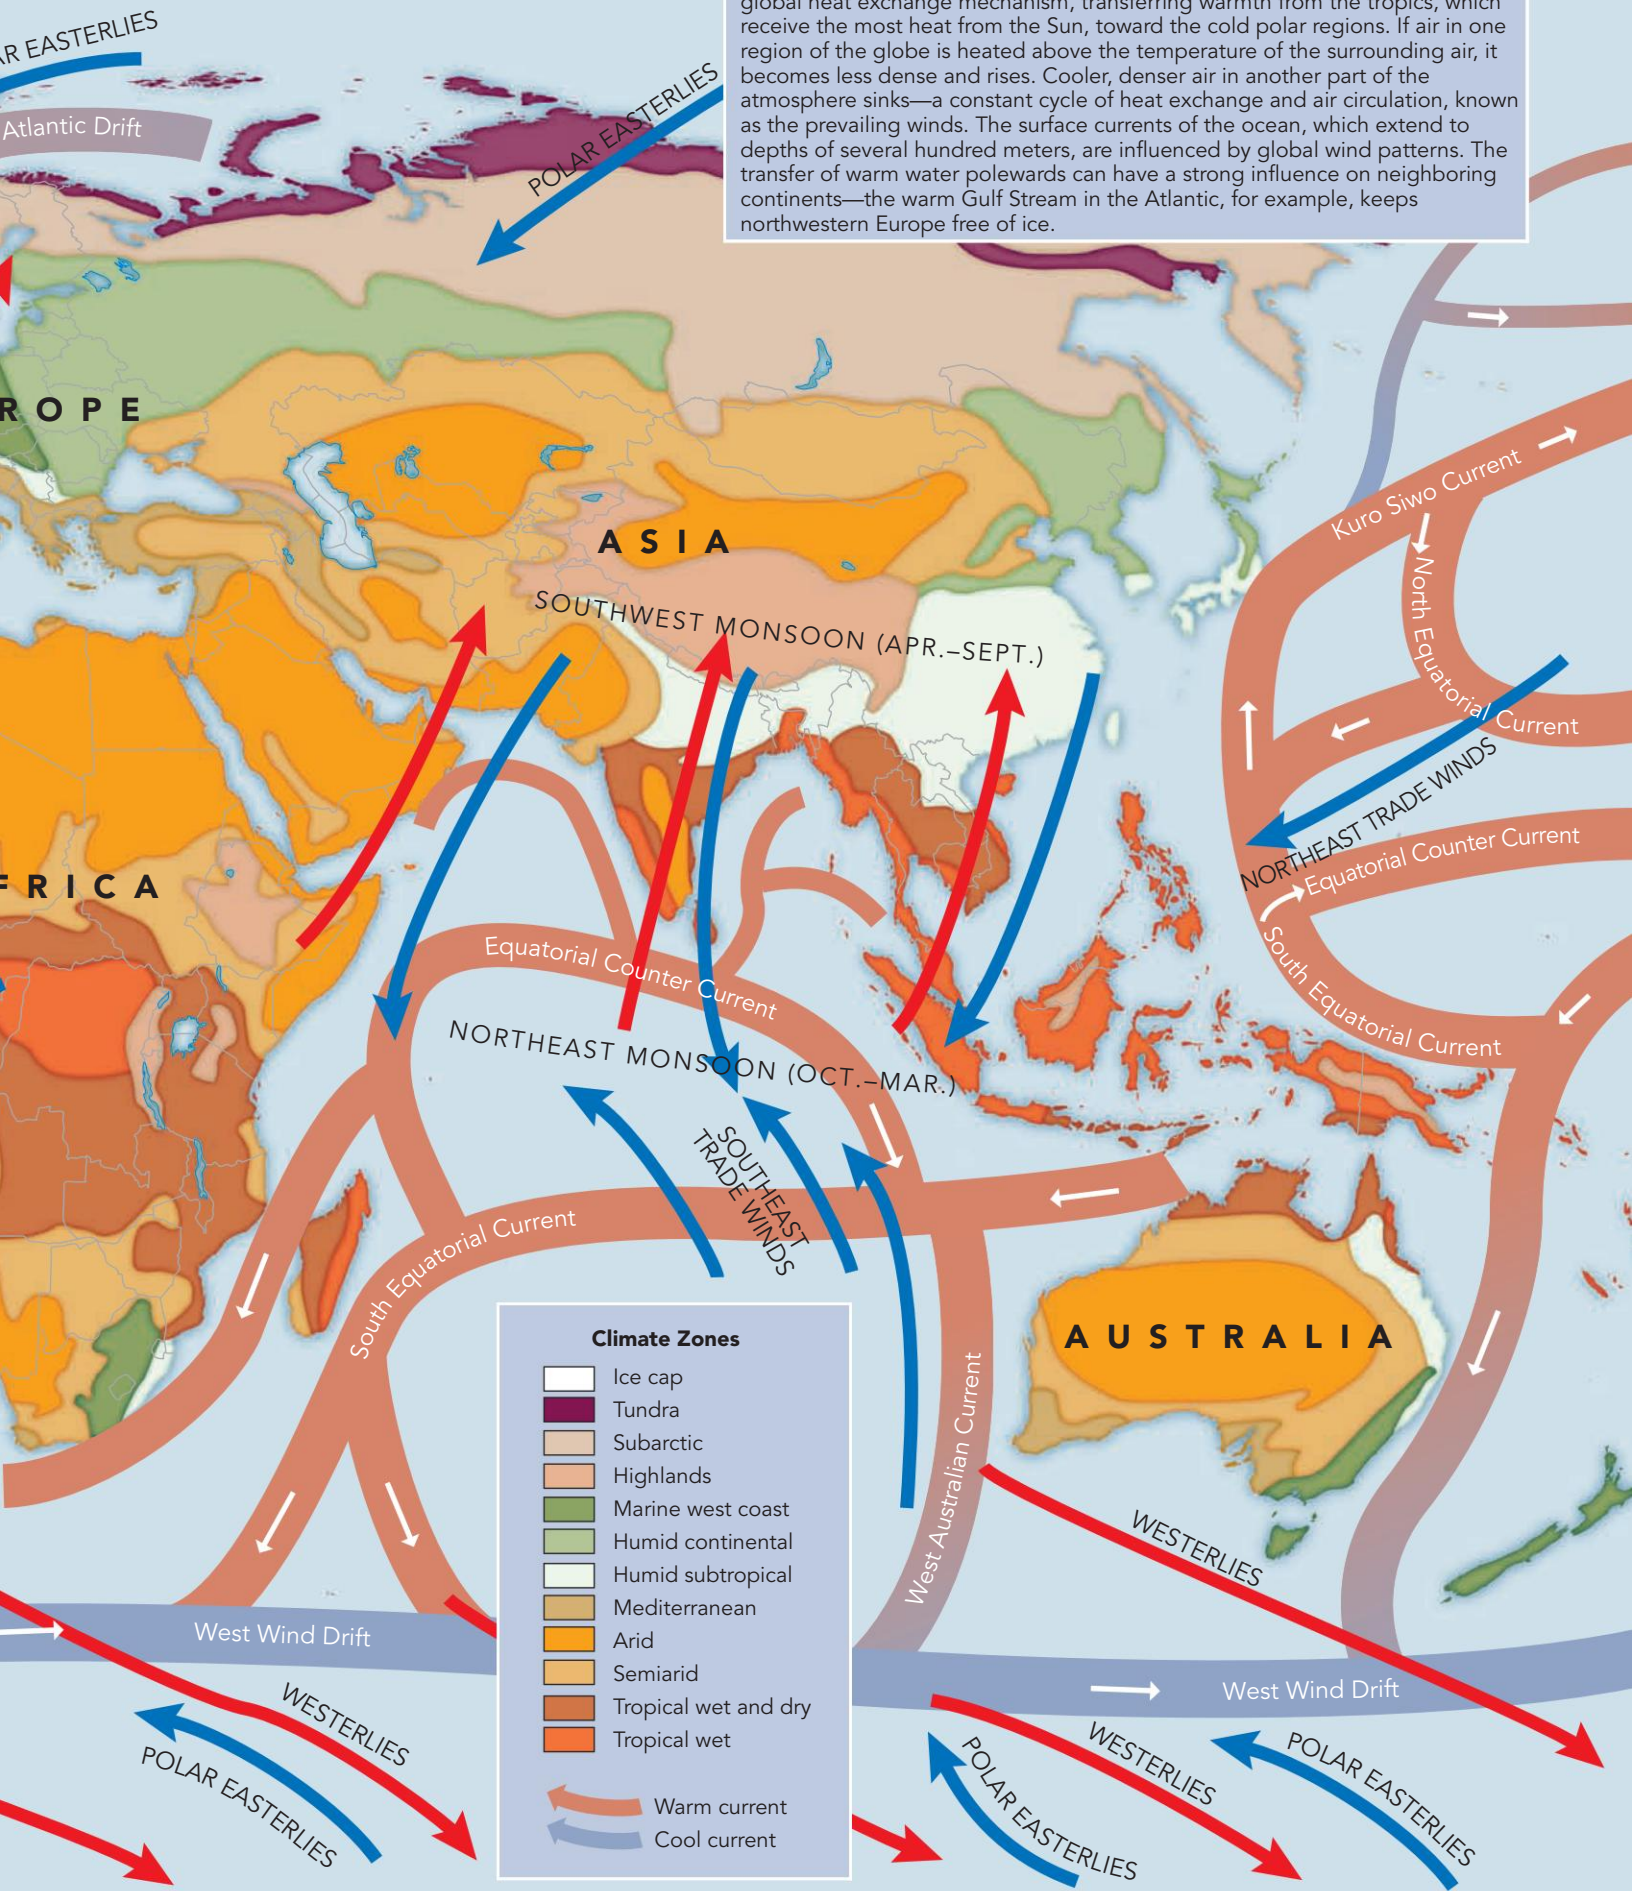 global heat exchange mechanism, transferring warmth from the tropics, which
receive the most heat from the Sun, toward the cold polar regions. If air in one
region of the globe is heated above the temperature of the surrounding air, it
becomes less dense and rises. Cooler, denser air in another part of the
atmosphere sinks—a constant cycle of heat exchange and air circulation, known
as the prevailing winds. The surface currents of the ocean, which extend to
depths of several hundred meters, are influenced by global wind patterns. The
transfer of warm water polewards can have a strong influence on neighboring
continents—the warm Gulf Stream in the Atlantic, for example, keeps
northwestern Europe free of ice.
AR EASTERLIES
Atlantic Drift
POLAR EASTERLIES
ROPE
ASIA
Kuro Siwo Current
North Equatorial Current
SOUTHWEST MONSOON (APR.–SEPT.)
NORTHEAST TRADE WINDS
Equatorial Counter Current
FRICA
South Equatorial Current
Equatorial Counter Current
NORTHEAST MONSOON (OCT.–MAR.)
SOUTHEAST
TRADE WINDS
South Equatorial Current
AUSTRALIA
West Australian Current
WESTERLIES
Climate Zones
Ice cap
Tundra
Subarctic
Highlands
Marine west coast
Humid continental
Humid subtropical
Mediterranean
Arid
Semiarid
Tropical wet and dry
Tropical wet
Warm current
Cool current
West Wind Drift
West Wind Drift
WESTERLIES
POLAR EASTERLIES
POLAR EASTERLIES
WESTERLIES
POLAR EASTERLIES